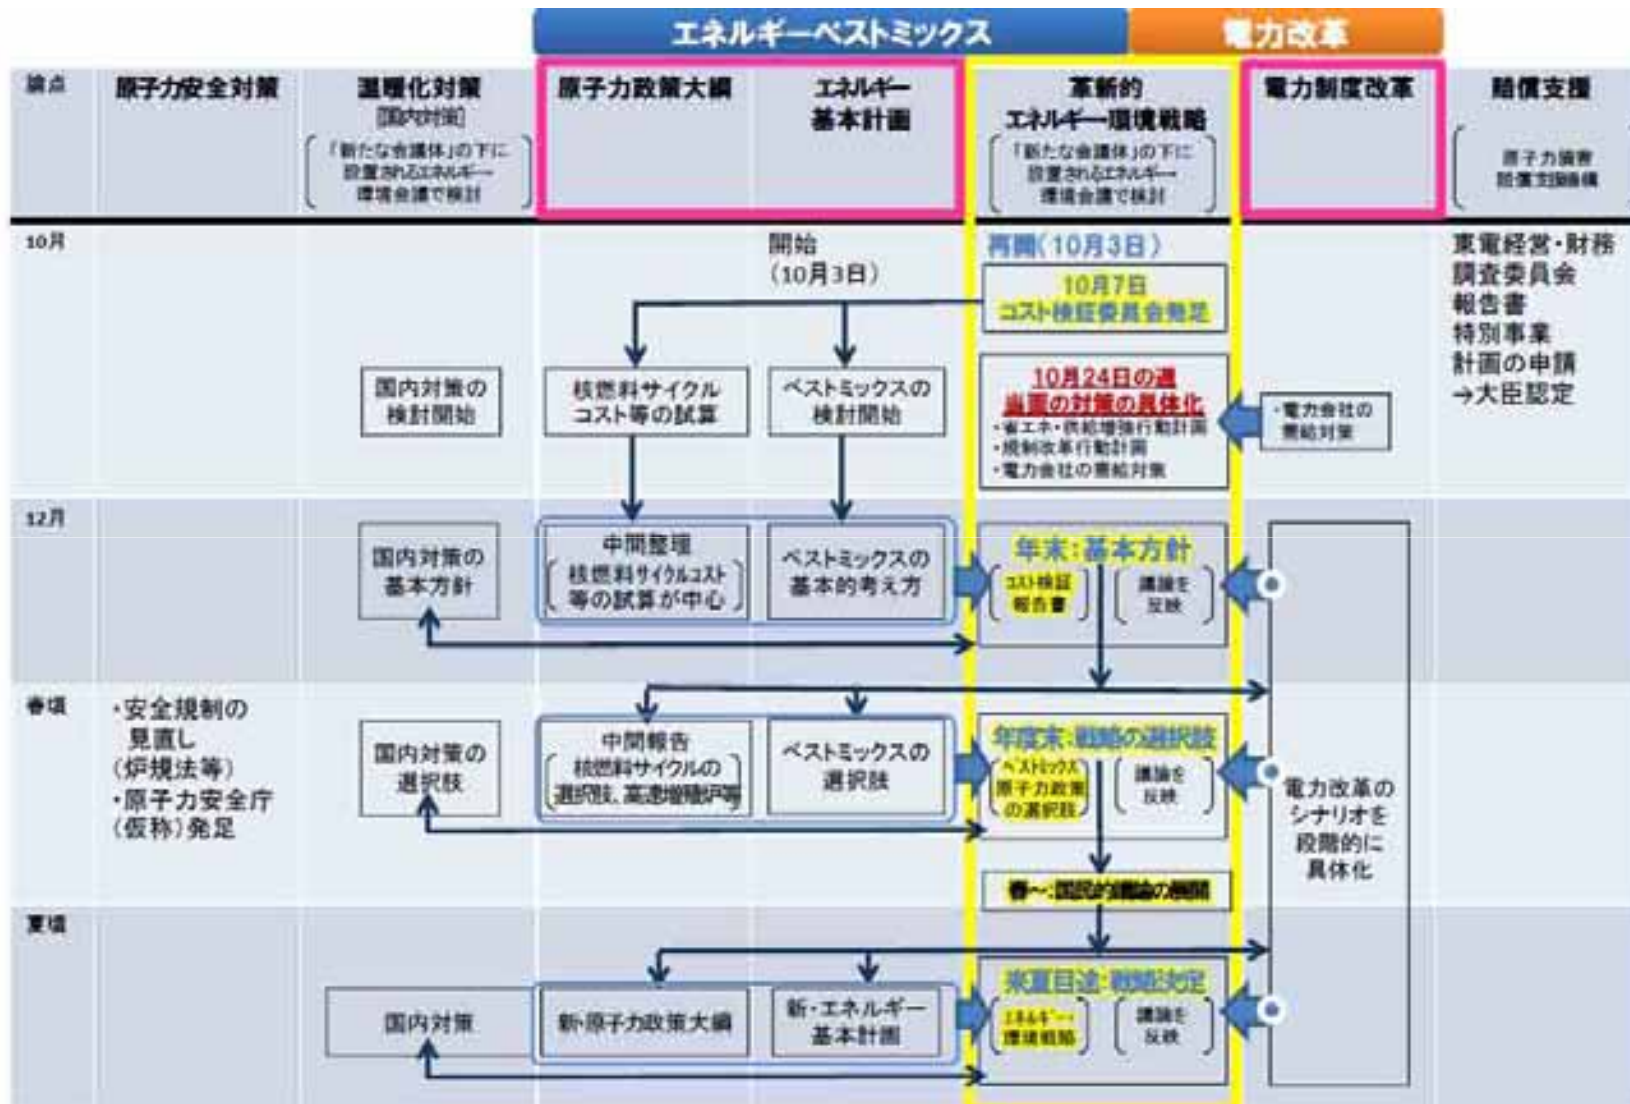 エネルギーベストミックス
電力改革
論点
原子力安全対策
温暖化対策
[国内対策]
「新たな会議体」の下に
設置されるエネルギー・
環境会議で検討
原子力政策大綱
エネルギー
基本計画
革新的
エネルギー環境戦略
「新たな会議体」の下に
設置されるエネルギー・
環境会議で検討
電力制度改革
賠償支援
原子力損害
賠償支援機構
10月
開始
(10月3日)
再開(10月3日)
10月7日
コスト検証委員会発足
東電経営・財務
調査委員会
報告書
特別事業
計画の申請
→大臣認定
国内対策の
検討開始
核燃料サイクル
コスト等の試算
ベストミックスの
検討開始
10月24日の週
当面の対策の具体化
・省エネ・供給増強行動計画
・規制改革行動計画
・電力会社の需給対策
・電力会社の
需給対策
12月
国内対策の
基本方針
中間整理
核燃料サイクルコスト
等の試算が中心
ベストミックスの
基本的考え方
年末:基本方針
コスト検証
報告書
議論を
反映
春頃
・安全規制の
見直し
(炉規法等)
・原子力安全庁
(仮称)発足
国内対策の
選択肢
中間報告
核燃料サイクルの
選択肢、高速増殖炉等
ベストミックスの
選択肢
年度末:戦略の選択肢
ベストミックス
原子力政策
の選択肢
議論を
反映
電力改革の
シナリオを
段階的に
具体化
春~:国民的議論の展開
夏頃
国内対策
新・原子力政策大綱
新・エネルギー
基本計画
来夏目途:戦略決定
エネルギー・
環境戦略
議論を
反映